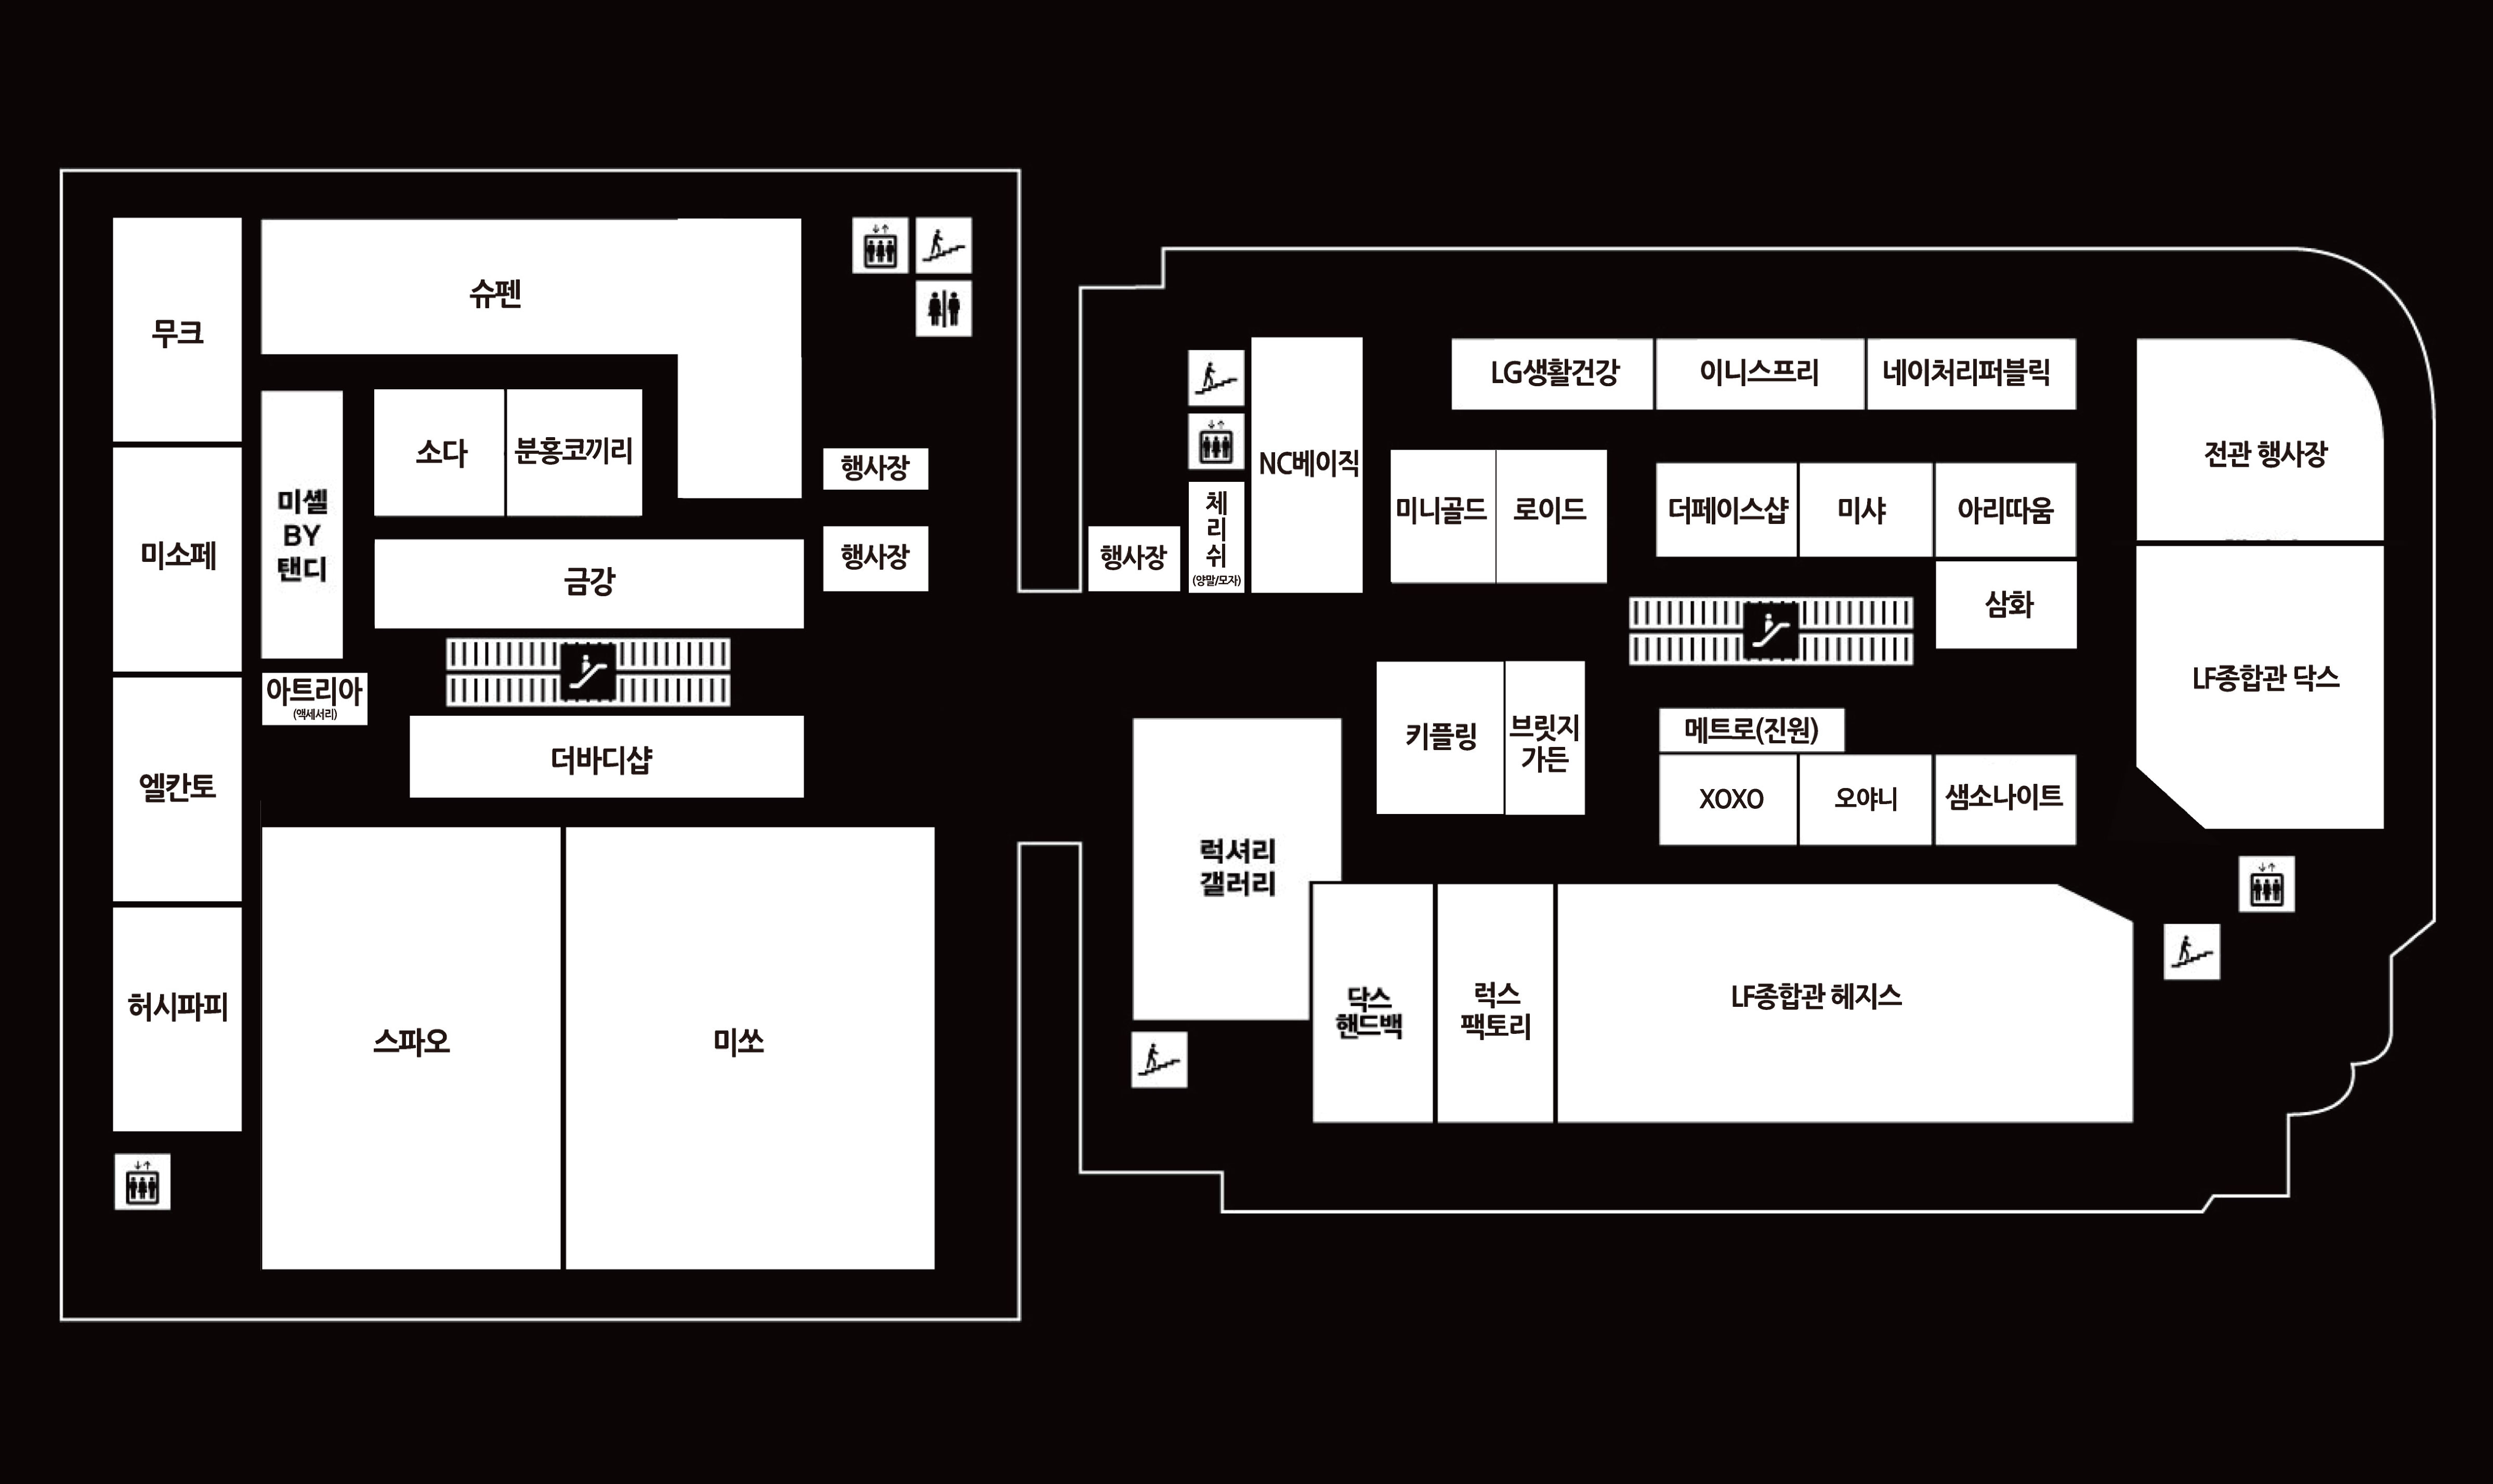 무크
슈펜
소다
분홍코끼리
미셸
BY
탠디
미소페
금강
행사장
행사장
아트리아
(액세서리)
더바디샵
엘칸토
허시파피
스파오
미쏘
행사장
체
리
쉬
(양말/모자)
NC베이직
LG생활건강
이니스프리
네이처리퍼블릭
미니골드
로이드
더페이스샵
미샤
아리따움
삼화
전관 행사장
LF종합관 닥스
키플링
브릿지
가든
메트로(진원)
XOXO
오야니
샘소나이트
럭셔리
갤러리
닥스
핸드백
럭스
팩토리
LF종합관 헤지스